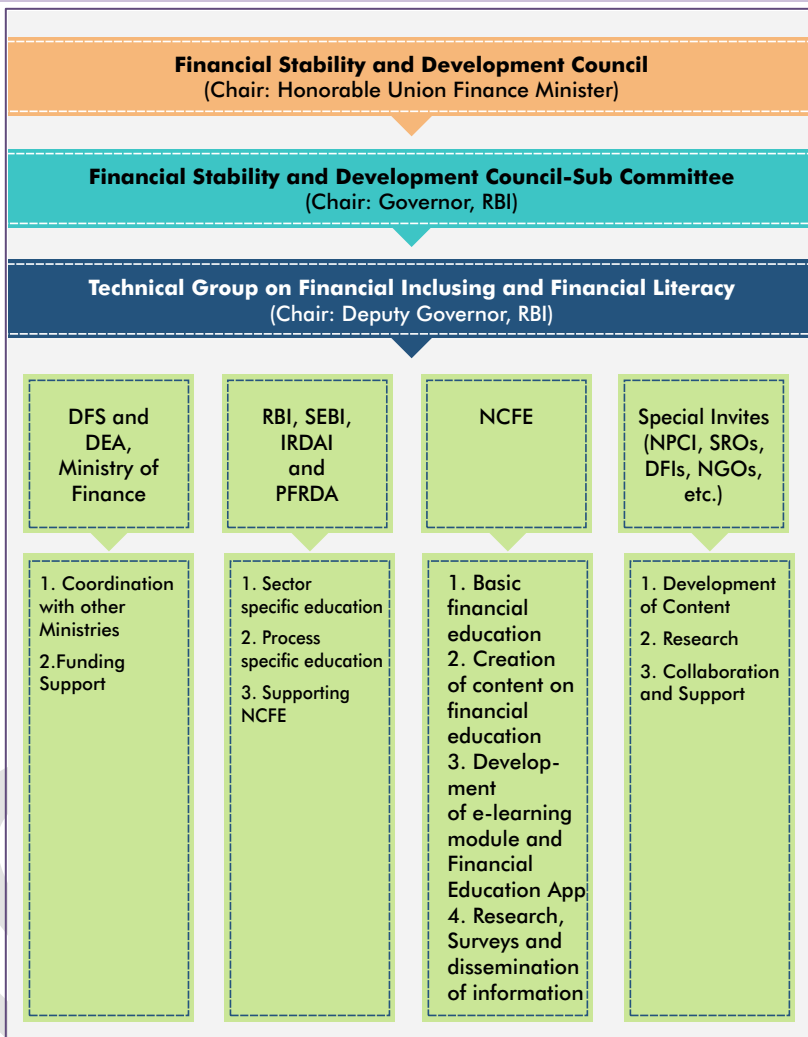 Financial Stability and Development Council
(Chair: Honorable Union Finance Minister)
Financial Stability and Development Council-Sub Committee
(Chair: Governor, RBI)
Technical Group on Financial Inclusing and Financial Literacy
(Chair: Deputy Governor, RBI)
DFS and
DEA,
Ministry of
Finance
1. Coordination
with other
Ministries
2.Funding
Support
RBI, SEBI,
IRDAI
and
PFRDA
1. Sector
specific education
2. Process
specific education
3. Supporting
NCFE
NCFE
1. Basic
financial
education
2. Creation
of content on
financial
education
3. Develop-
ment
of e-learning
module and
Financial
Education App
4. Research,
Surveys and
dissemination
of information
Special Invites
(NPCI, SROs,
DFIs, NGOs,
etc.)
1. Development
of Content
2. Research
3. Collaboration
and Support